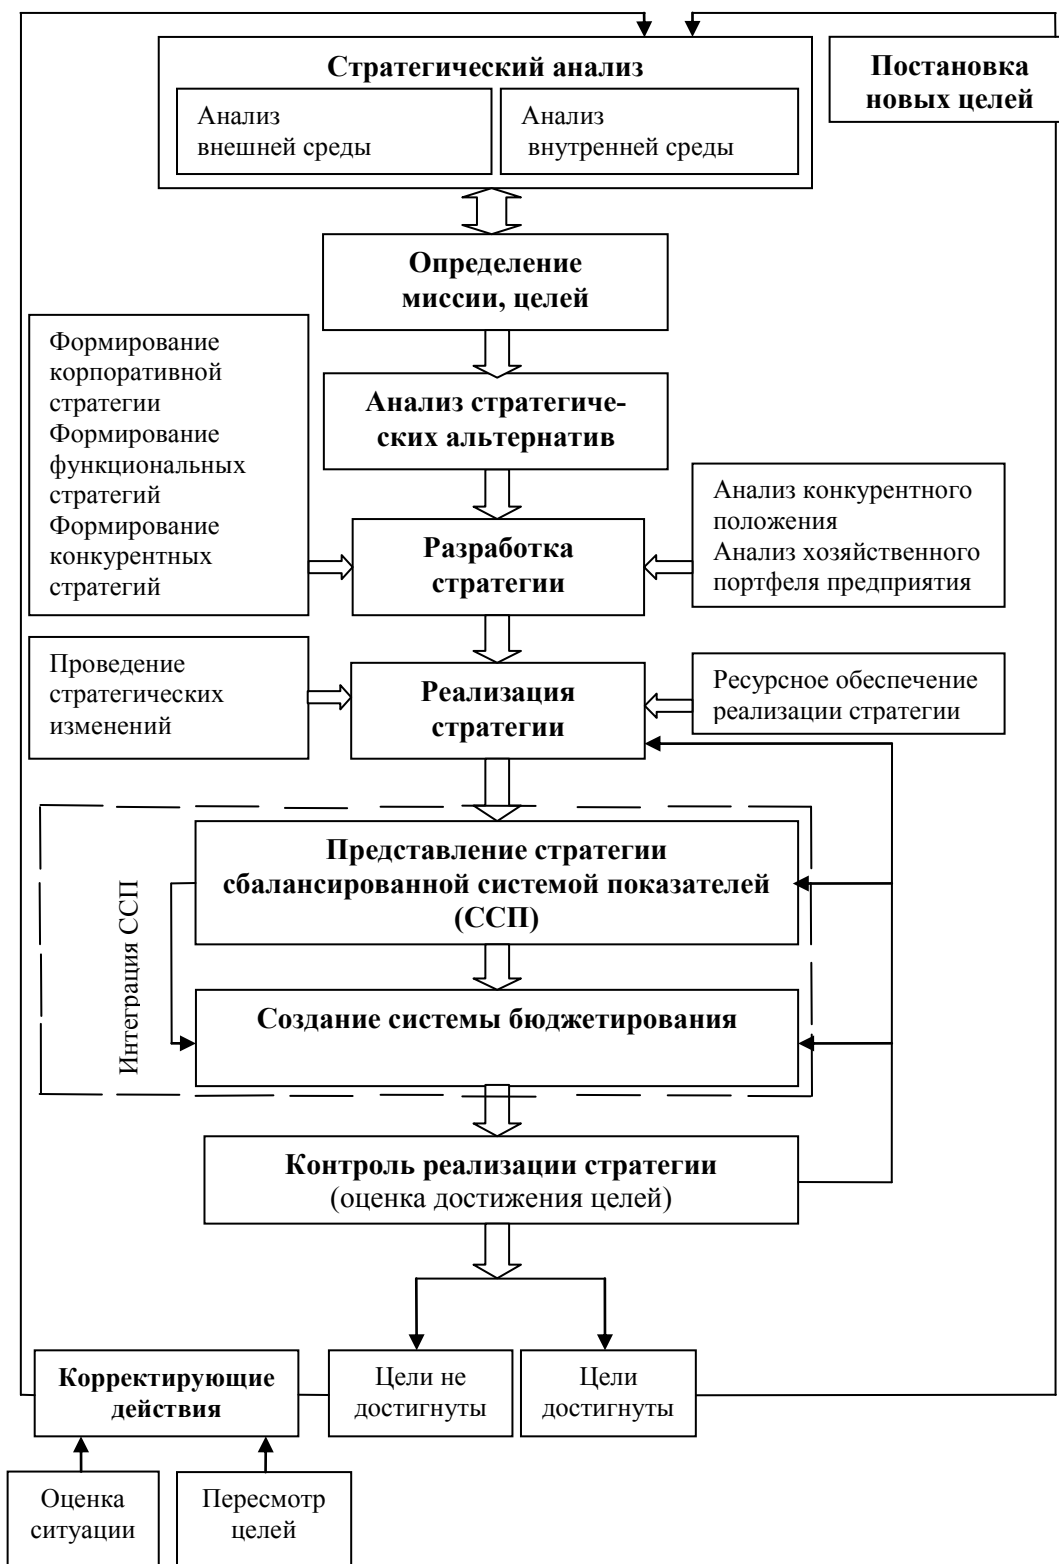 Стратегический анализ
Постановка
новых целей
Анализ
внешней среды
Анализ
внутренней среды
Определение
миссии, целей
Формирование
корпоративной
стратегии
Формирование
функциональных
стратегий
Формирование
конкурентных
стратегий
Анализ стратегиче-
ских альтернатив
Разработка
стратегии
Анализ конкурентного
положения
Анализ хозяйственного
портфеля предприятия
Проведение
стратегических
изменений
Реализация
стратегии
Ресурсное обеспечение
реализации стратегии
Интеграция ССП
Представление стратегии
сбалансированной системой показателей
(ССП)
Создание системы бюджетирования
Контроль реализации стратегии
(оценка достижения целей)
Корректирующие
действия
Цели не
достигнуты
Цели
достигнуты
Оценка
ситуации
Пересмотр
целей